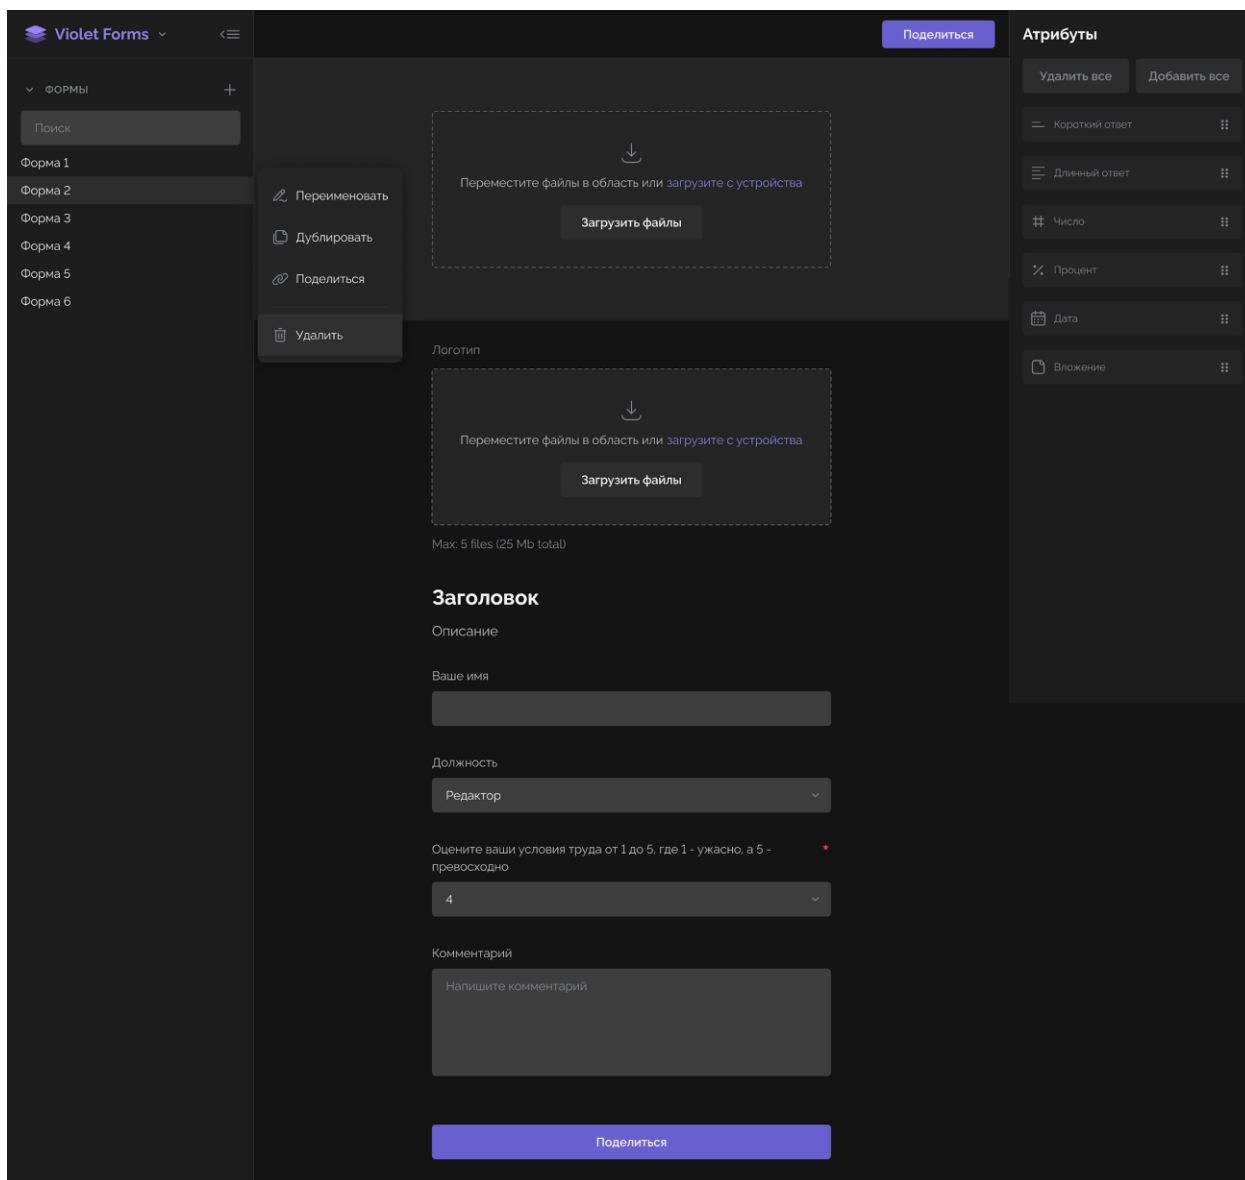 Violet Forms
ФОРМЫ
Поиск
Форма 1
Форма 2
Форма 3
Форма 4
Форма 5
Форма 6
Переименовать
Дублировать
Поделиться
Удалить
Поделиться
Переместите файлы в область или загрузите с устройства
Загрузить файлы
Логотип
Переместите файлы в область или загрузите с устройства
Загрузить файлы
Max: 5 files (25 Mb total)
Заголовок
Описание
Ваше имя
Должность
Редактор
Оцените ваши условия труда от 1 до 5, где 1 - ужасно, а 5 - *
превосходно
4
Комментарий
Напишите комментарий
Поделиться
Атрибуты
Удалить все Добавить все
Короткий ответ
Длинный ответ
Число
Процент
Дата
Вложение